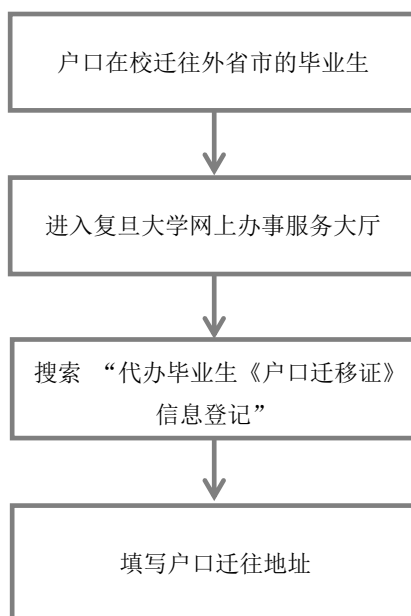 户口在校迁往外省市的毕业生
进入复旦大学网上办事服务大厅
搜索 “代办毕业生《户口迁移证》
信息登记”
填写户口迁往地址